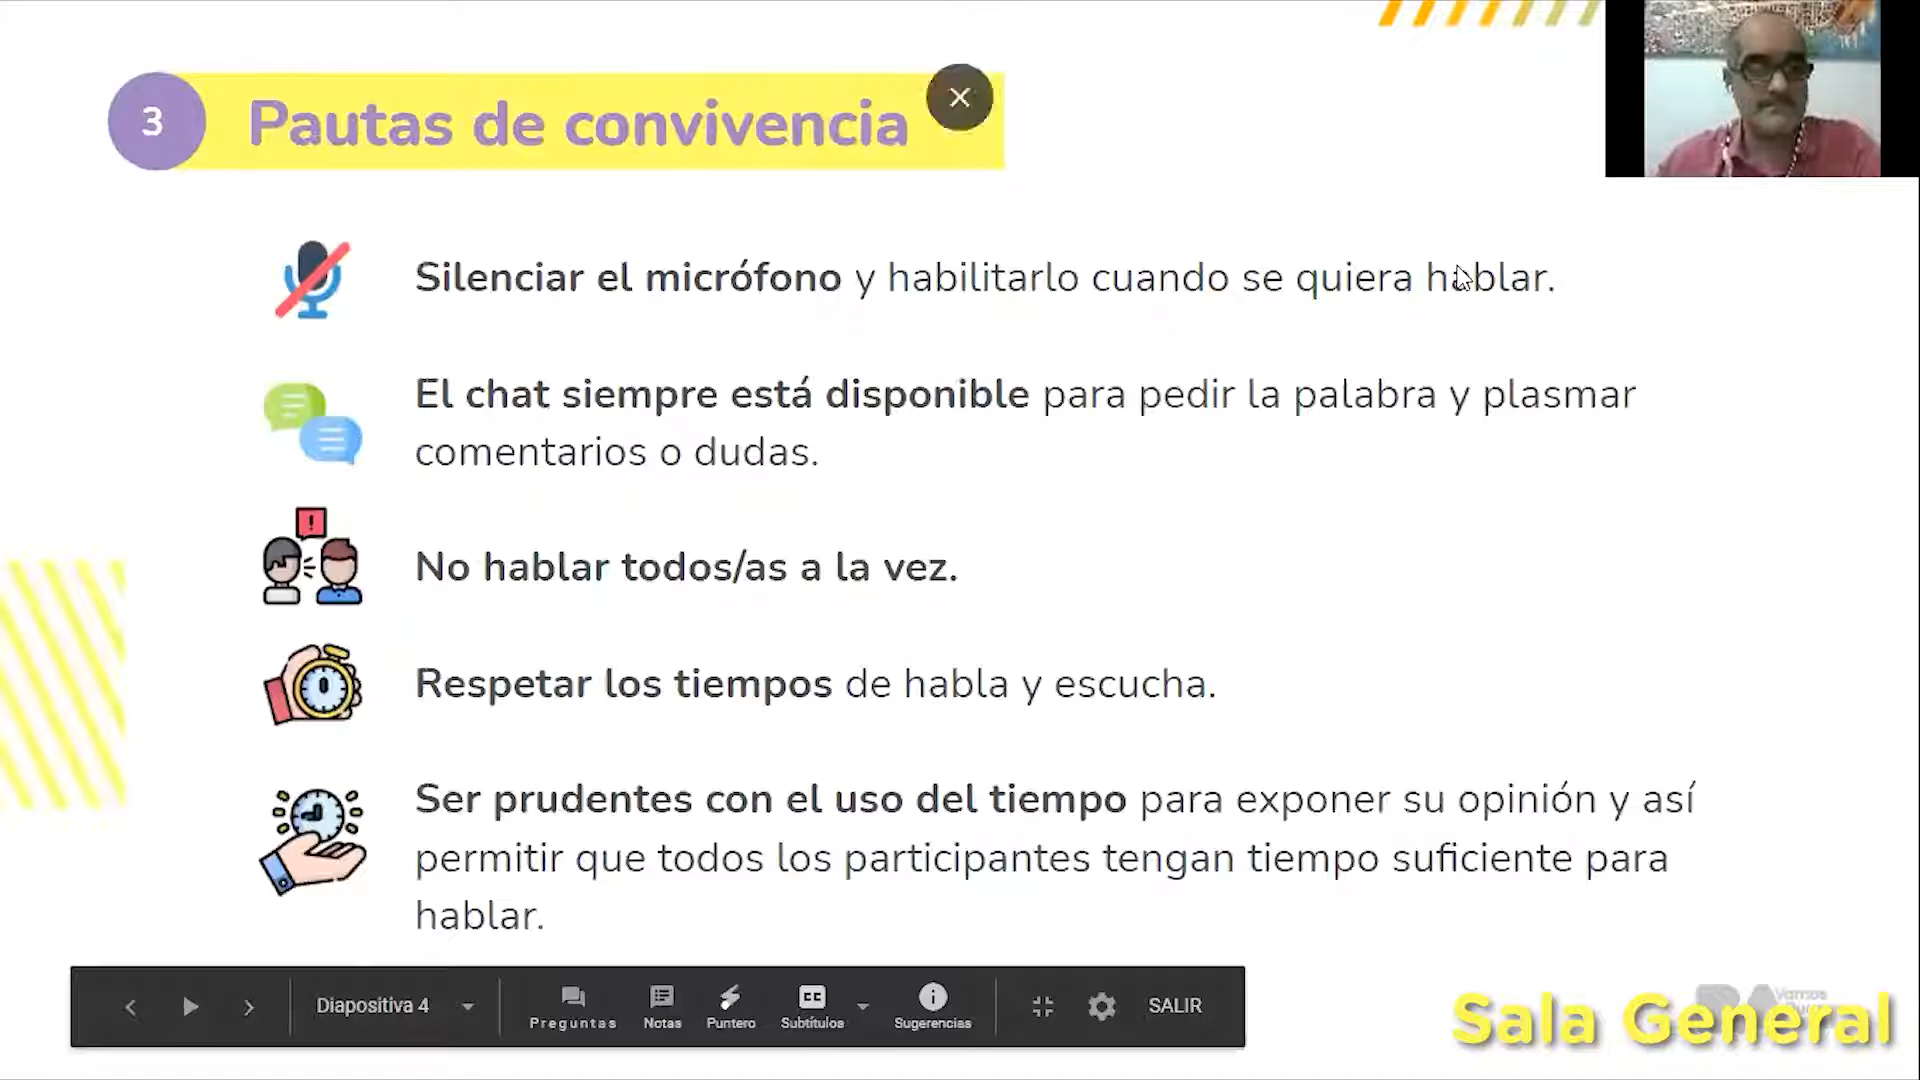 3
Pautas de convivencia
Silenciar el micrófono y habilitarlo cuando se quiera hablar.
El chat siempre está disponible para pedir la palabra y plasmar
comentarios o dudas.
No hablar todos/as a la vez.
Respetar los tiempos de habla y escucha.
Ser prudentes con el uso del tiempo para exponer su opinión y así
permitir que todos los participantes tengan tiempo suficiente para
hablar.
Diapositiva 4
Preguntas
Notas
Puntero
CC
Subtítulos
Sugerencias
SALIR
BA
Vamos
Sala General